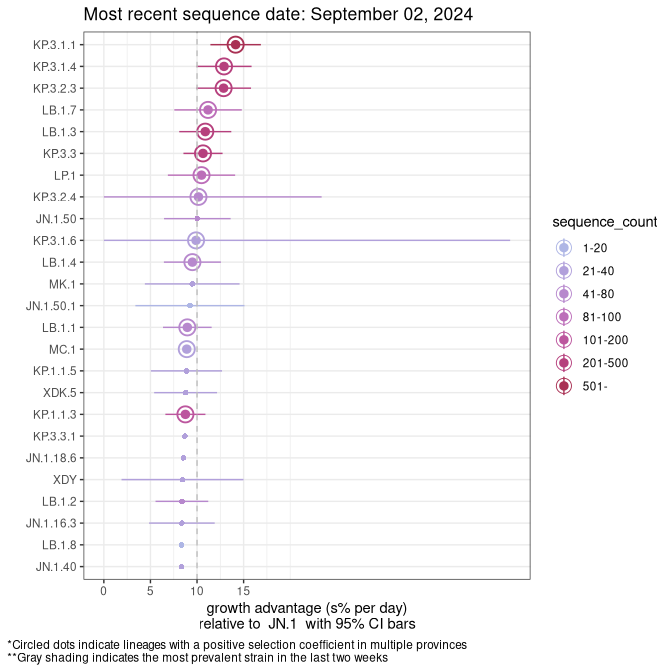 Most recent sequence date: September 02, 2024
KP.3.1.1
KP.3.1.4
KP.3.2.3
LB.1.7
LB.1.3
KP.3.3
LP.1
KP.3.2.4
JN.1.50
KP.3.1.6
LB.1.4
MK.1
JN.1.50.1
LB.1.1
MC.1
KP.1.1.5
XDK.5
KP.1.1.3
KP.3.3.1
JN.1.18.6
XDY
LB.1.2
JN.1.16.3
LB.1.8
JN.1.40
0 5 10 15
growth advantage (s% per day)
relative to JN.1 with 95% CI bars
sequence_count
1-20
21-40
41-80
81-100
101-200
201-500
501-
*Circled dots indicate lineages with a positive selection coefficient in multiple provinces
**Gray shading indicates the most prevalent strain in the last two weeks